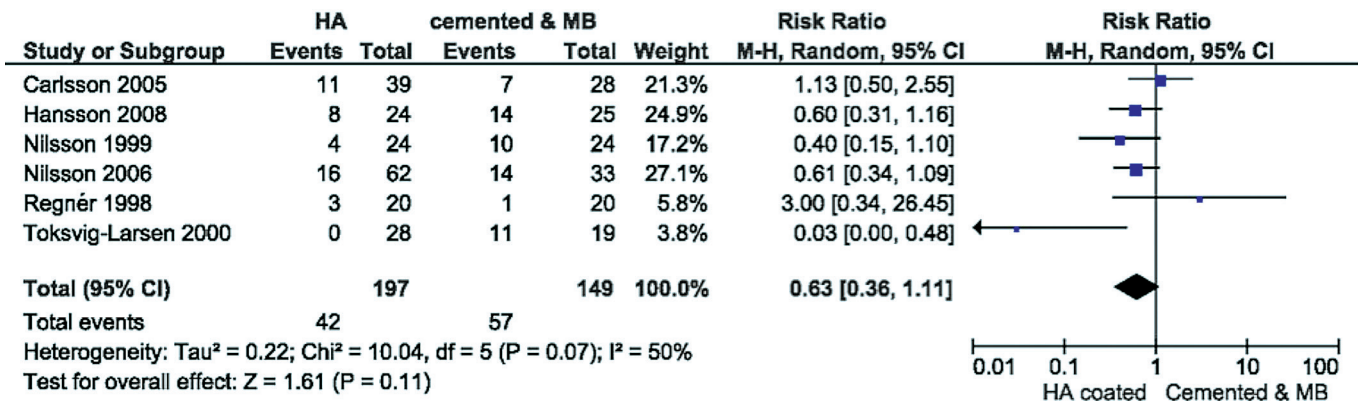 HA cemented & MB Risk Ratio Risk Ratio
Study or Subgroup Events Total Events Total Weight M-H, Random, 95% CI M-H, Random, 95% CI
Carlsson 2005 11 39 7 28 21.3% 1.13 [0.50, 2.55]
Hansson 2008 8 24 14 25 24.9% 0.60 [0.31, 1.16]
Nilsson 1999 4 24 10 24 17.2% 0.40 [0.15, 1.10]
Nilsson 2006 16 62 14 33 27.1% 0.61 [0.34, 1.09]
Regnér 1998 3 20 1 20 5.8% 3.00 [0.34, 26.45]
Toksvig-Larsen 2000 0 28 11 19 3.8% 0.03 [0.00, 0.48]
Total (95% CI) 197 149 100.0% 0.63 [0.36, 1.11]
Total events 42 57
Heterogeneity: Tau² = 0.22; Chi² = 10.04, df = 5 (P = 0.07); I² = 50%
Test for overall effect: Z = 1.61 (P = 0.11)
0.01 0.1 1 10 100
HA coated Cemented & MB